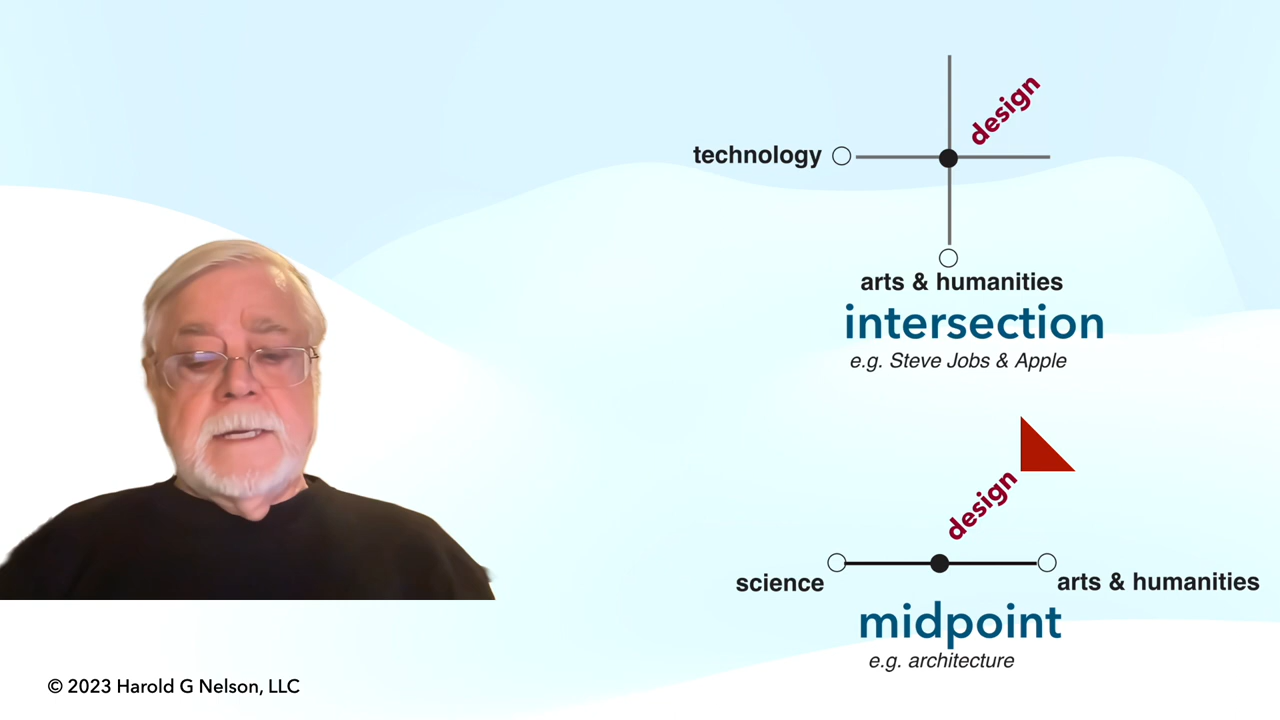 design
technology
arts & humanities
intersection
e.g. Steve Jobs & Apple
design
science
arts & humanities
midpoint
e.g. architecture
© 2023 Harold G Nelson, LLC